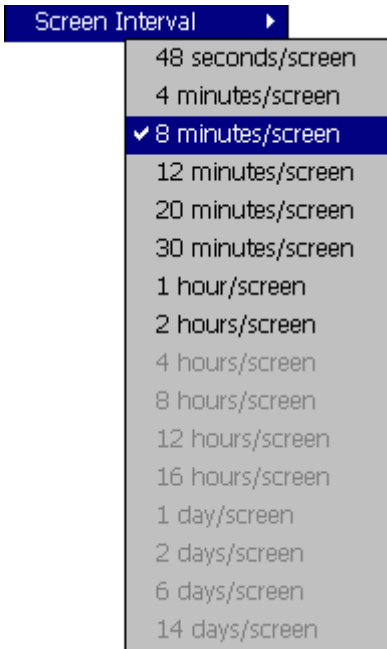 Screen Interval
48 seconds/screen
4 minutes/screen
8 minutes/screen
12 minutes/screen
20 minutes/screen
30 minutes/screen
1 hour/screen
2 hours/screen
4 hours/screen
8 hours/screen
12 hours/screen
16 hours/screen
1 day/screen
2 days/screen
6 days/screen
14 days/screen